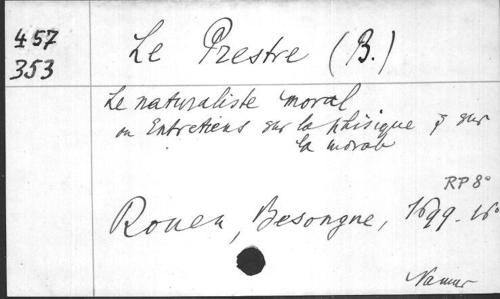 457
353
Le Prestre (B.)
Le naturaliste moral
ou Entretiens sur la phisique & sur
la morale
RP 8°
Rouen, Besongne, 1699. 16°
Namur